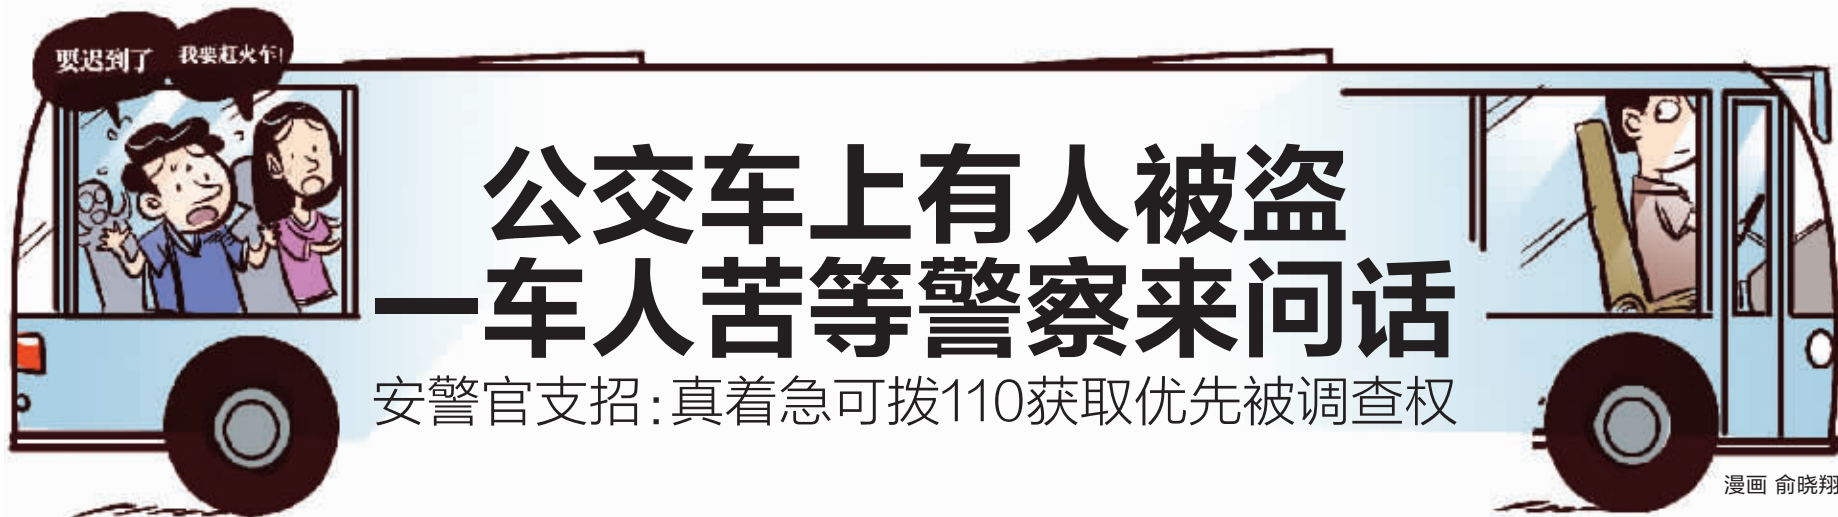 要迟到了
我要赶火车!
公交车上有人被盗
一车人苦等警察来问话
安警官支招:真着急可拨110获取优先被调查权
漫画 俞晓翔